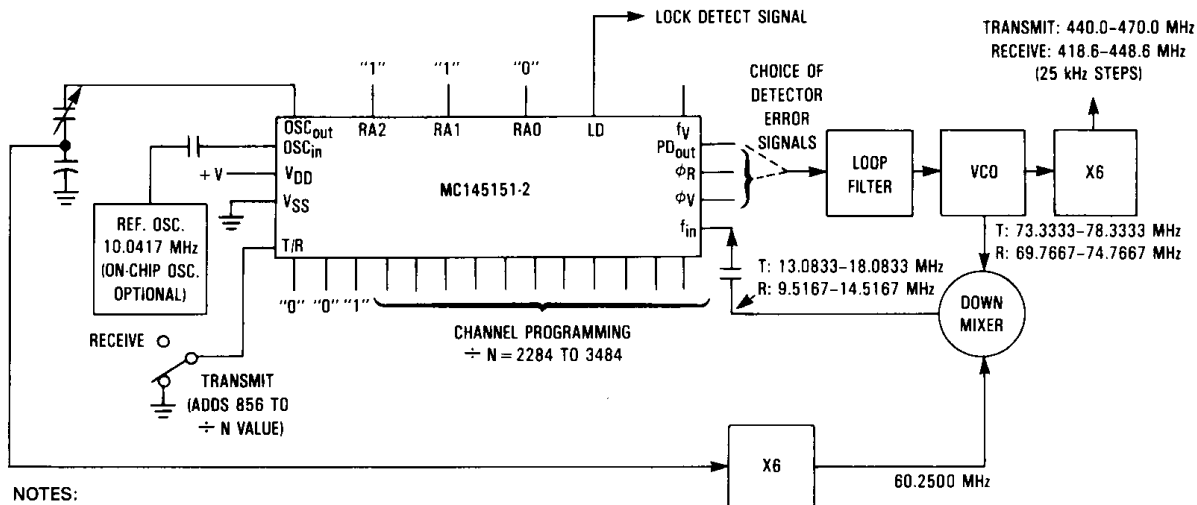 LOCK DETECT SIGNAL
TRANSMIT: 440.0–470.0 MHz
RECEIVE: 418.6–448.6 MHz
(25 kHz STEPS)
"1" "1" "0"
CHOICE OF
DETECTOR
ERROR
SIGNALS
OSCout RA2 RA1 RA0 LD fV
OSCin
PDout
+V VDD
ϕR
VSS
ϕV
T/R
fin
MC145151-2
LOOP
FILTER
VCO
X6
REF. OSC.
10.0417 MHz
(ON-CHIP OSC.
OPTIONAL)
T: 73.3333–78.3333 MHz
R: 69.7667–74.7667 MHz
T: 13.0833–18.0833 MHz
R: 9.5167–14.5167 MHz
DOWN
MIXER
"0" "0" "1"
CHANNEL PROGRAMMING
÷ N = 2284 TO 3484
RECEIVE
TRANSMIT
(ADDS 856 TO
÷ N VALUE)
X6
60.2500 MHz
NOTES: